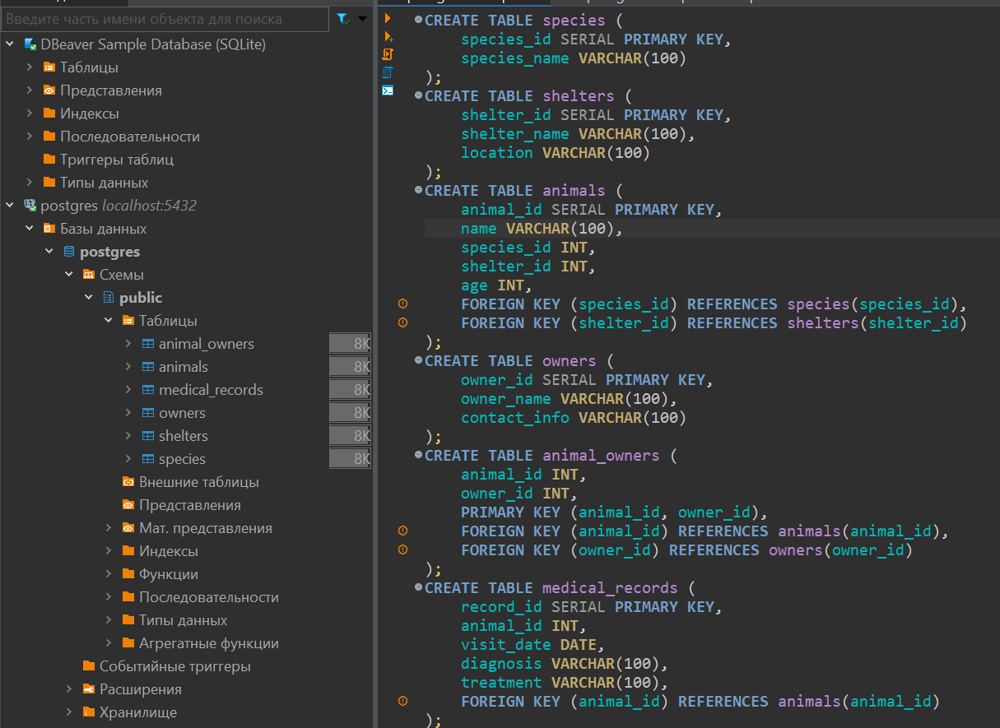 Введите часть имени объекта для поиска
DBeaver Sample Database (SQLite)
Таблицы
Представления
Индексы
Последовательности
Триггеры таблиц
Типы данных
postgres localhost:5432
Базы данных
postgres
Схемы
public
Таблицы
animal_owners 8K
animals 8K
medical_records 8K
owners 8K
shelters 8K
species 8K
Внешние таблицы
Представления
Мат. представления
Индексы
Функции
Последовательности
Типы данных
Агрегатные функции
Событийные триггеры
Расширения
Хранилище
CREATE TABLE species (
species_id SERIAL PRIMARY KEY,
species_name VARCHAR(100)
);
CREATE TABLE shelters (
shelter_id SERIAL PRIMARY KEY,
shelter_name VARCHAR(100),
location VARCHAR(100)
);
CREATE TABLE animals (
animal_id SERIAL PRIMARY KEY,
name VARCHAR(100),
species_id INT,
shelter_id INT,
age INT,
FOREIGN KEY (species_id) REFERENCES species(species_id),
FOREIGN KEY (shelter_id) REFERENCES shelters(shelter_id)
);
CREATE TABLE owners (
owner_id SERIAL PRIMARY KEY,
owner_name VARCHAR(100),
contact_info VARCHAR(100)
);
CREATE TABLE animal_owners (
animal_id INT,
owner_id INT,
PRIMARY KEY (animal_id, owner_id),
FOREIGN KEY (animal_id) REFERENCES animals(animal_id),
FOREIGN KEY (owner_id) REFERENCES owners(owner_id)
);
CREATE TABLE medical_records (
record_id SERIAL PRIMARY KEY,
animal_id INT,
visit_date DATE,
diagnosis VARCHAR(100),
treatment VARCHAR(100),
FOREIGN KEY (animal_id) REFERENCES animals(animal_id)
);